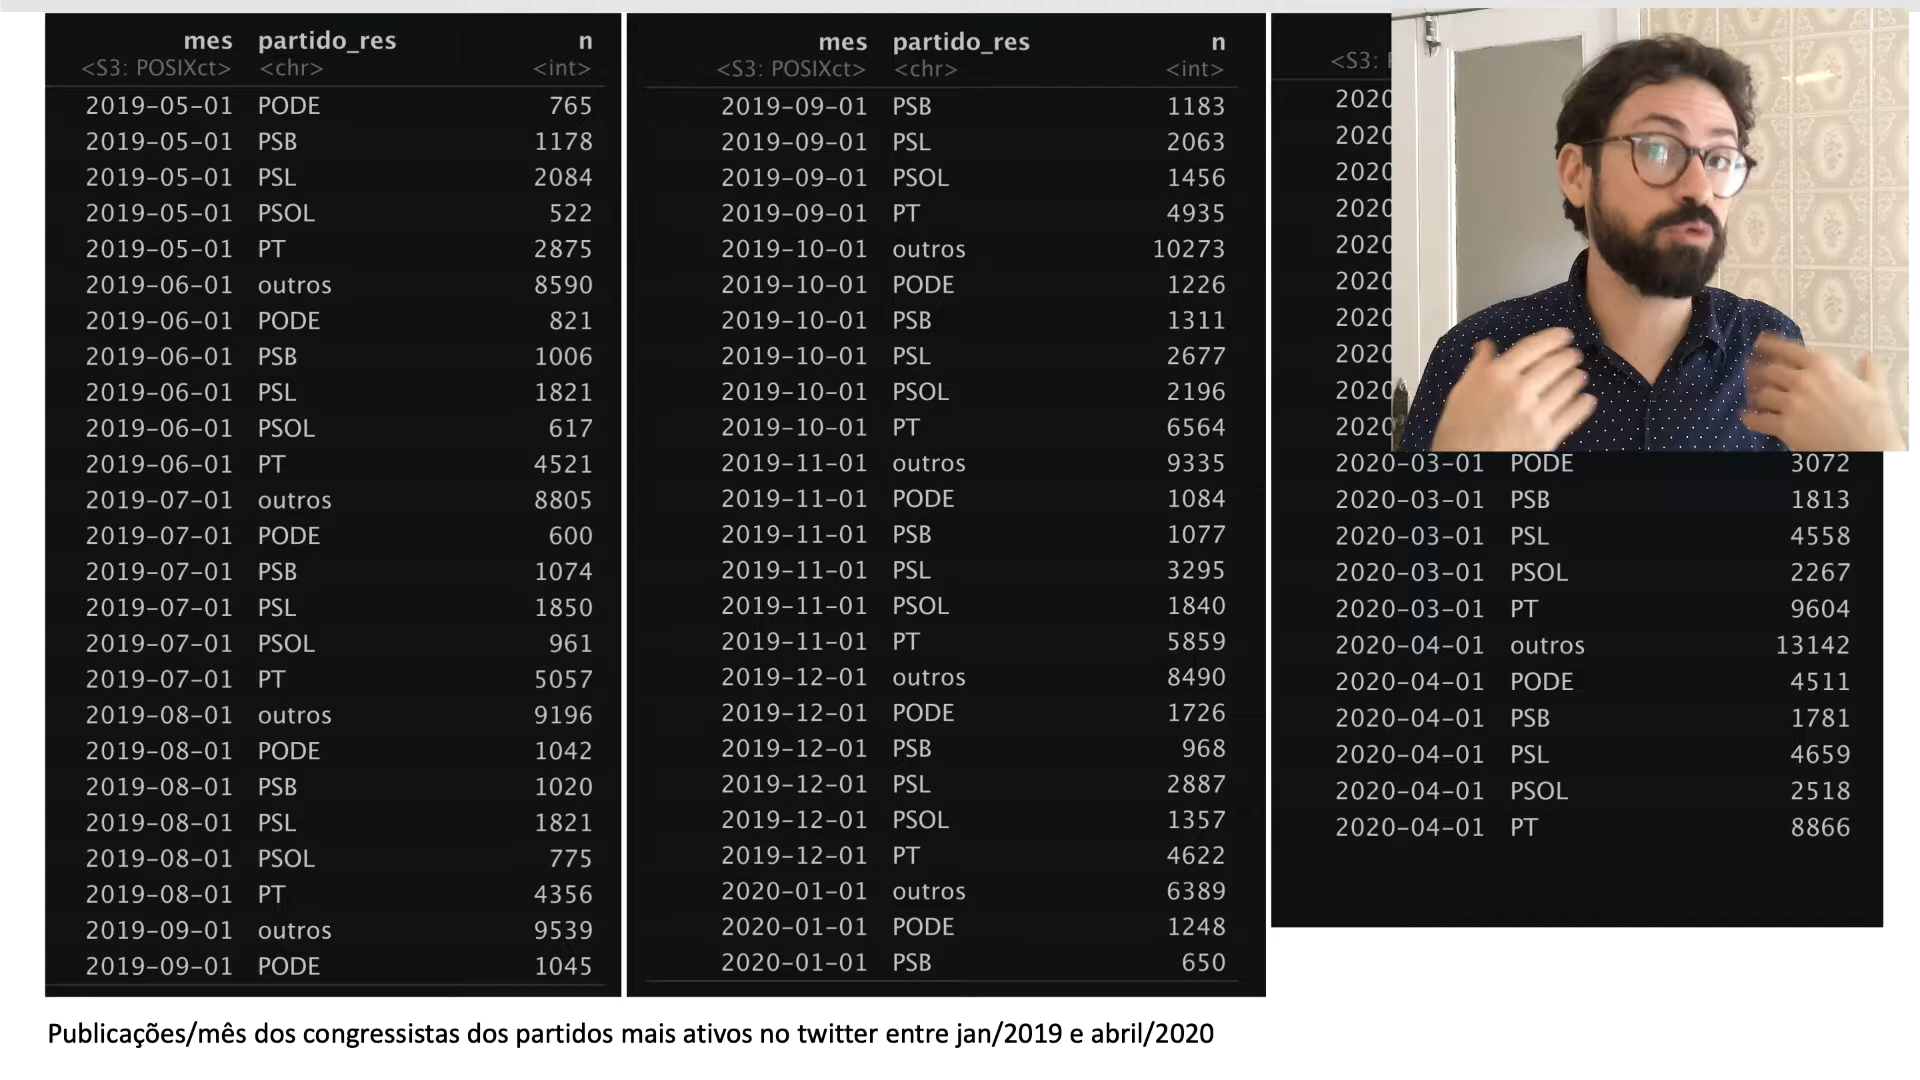 mes partido_res n
<S3: POSIXct> <chr> <int>
2019-05-01 PODE 765
2019-05-01 PSB 1178
2019-05-01 PSL 2084
2019-05-01 PSOL 522
2019-05-01 PT 2875
2019-06-01 outros 8590
2019-06-01 PODE 821
2019-06-01 PSB 1006
2019-06-01 PSL 1821
2019-06-01 PSOL 617
2019-06-01 PT 4521
2019-07-01 outros 8805
2019-07-01 PODE 600
2019-07-01 PSB 1074
2019-07-01 PSL 1850
2019-07-01 PSOL 961
2019-07-01 PT 5057
2019-08-01 outros 9196
2019-08-01 PODE 1042
2019-08-01 PSB 1020
2019-08-01 PSL 1821
2019-08-01 PSOL 775
2019-08-01 PT 4356
2019-09-01 outros 9539
2019-09-01 PODE 1045
mes partido_res n
<S3: POSIXct> <chr> <int>
2019-09-01 PSB 1183
2019-09-01 PSL 2063
2019-09-01 PSOL 1456
2019-09-01 PT 4935
2019-10-01 outros 10273
2019-10-01 PODE 1226
2019-10-01 PSB 1311
2019-10-01 PSL 2677
2019-10-01 PSOL 2196
2019-10-01 PT 6564
2019-11-01 outros 9335
2019-11-01 PODE 1084
2019-11-01 PSB 1077
2019-11-01 PSL 3295
2019-11-01 PSOL 1840
2019-11-01 PT 5859
2019-12-01 outros 8490
2019-12-01 PODE 1726
2019-12-01 PSB 968
2019-12-01 PSL 2887
2019-12-01 PSOL 1357
2019-12-01 PT 4622
2020-01-01 outros 6389
2020-01-01 PODE 1248
2020-01-01 PSB 650
<S3:
2020
2020
2020
2020
2020
2020
2020
2020
2020
2020
2020-03-01 PODE 3072
2020-03-01 PSB 1813
2020-03-01 PSL 4558
2020-03-01 PSOL 2267
2020-03-01 PT 9604
2020-04-01 outros 13142
2020-04-01 PODE 4511
2020-04-01 PSB 1781
2020-04-01 PSL 4659
2020-04-01 PSOL 2518
2020-04-01 PT 8866
Publicações/mês dos congressistas dos partidos mais ativos no twitter entre jan/2019 e abril/2020